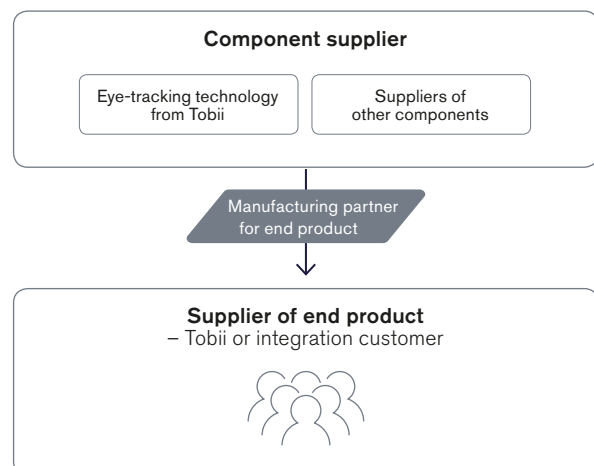 Component supplier
Eye-tracking technology
from Tobii
Suppliers of
other components
Manufacturing partner
for end product
Supplier of end product
– Tobii or integration customer